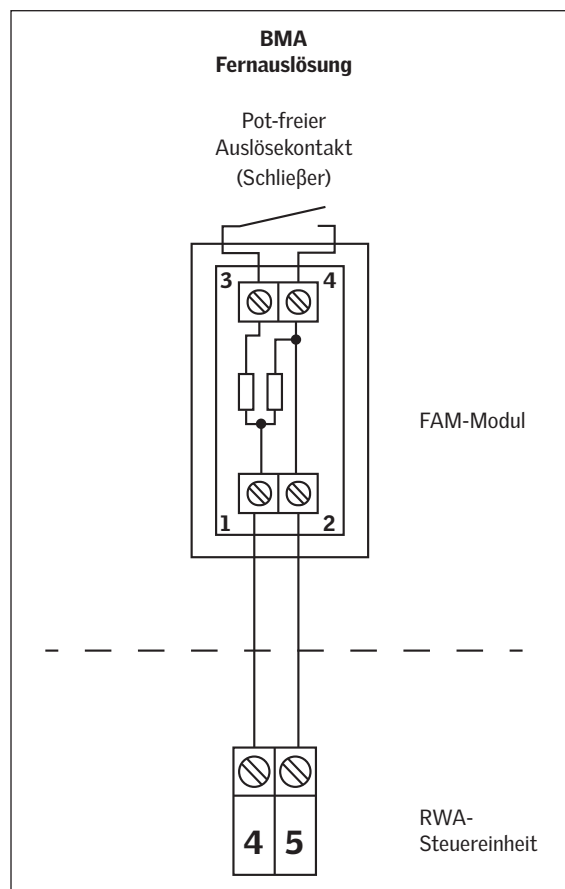 BMA
Fernauslösung
Pot-freier
Auslösekontakt
(Schließer)
3 4
FAM-Modul
1 2
4 5
RWA-
Steuereinheit